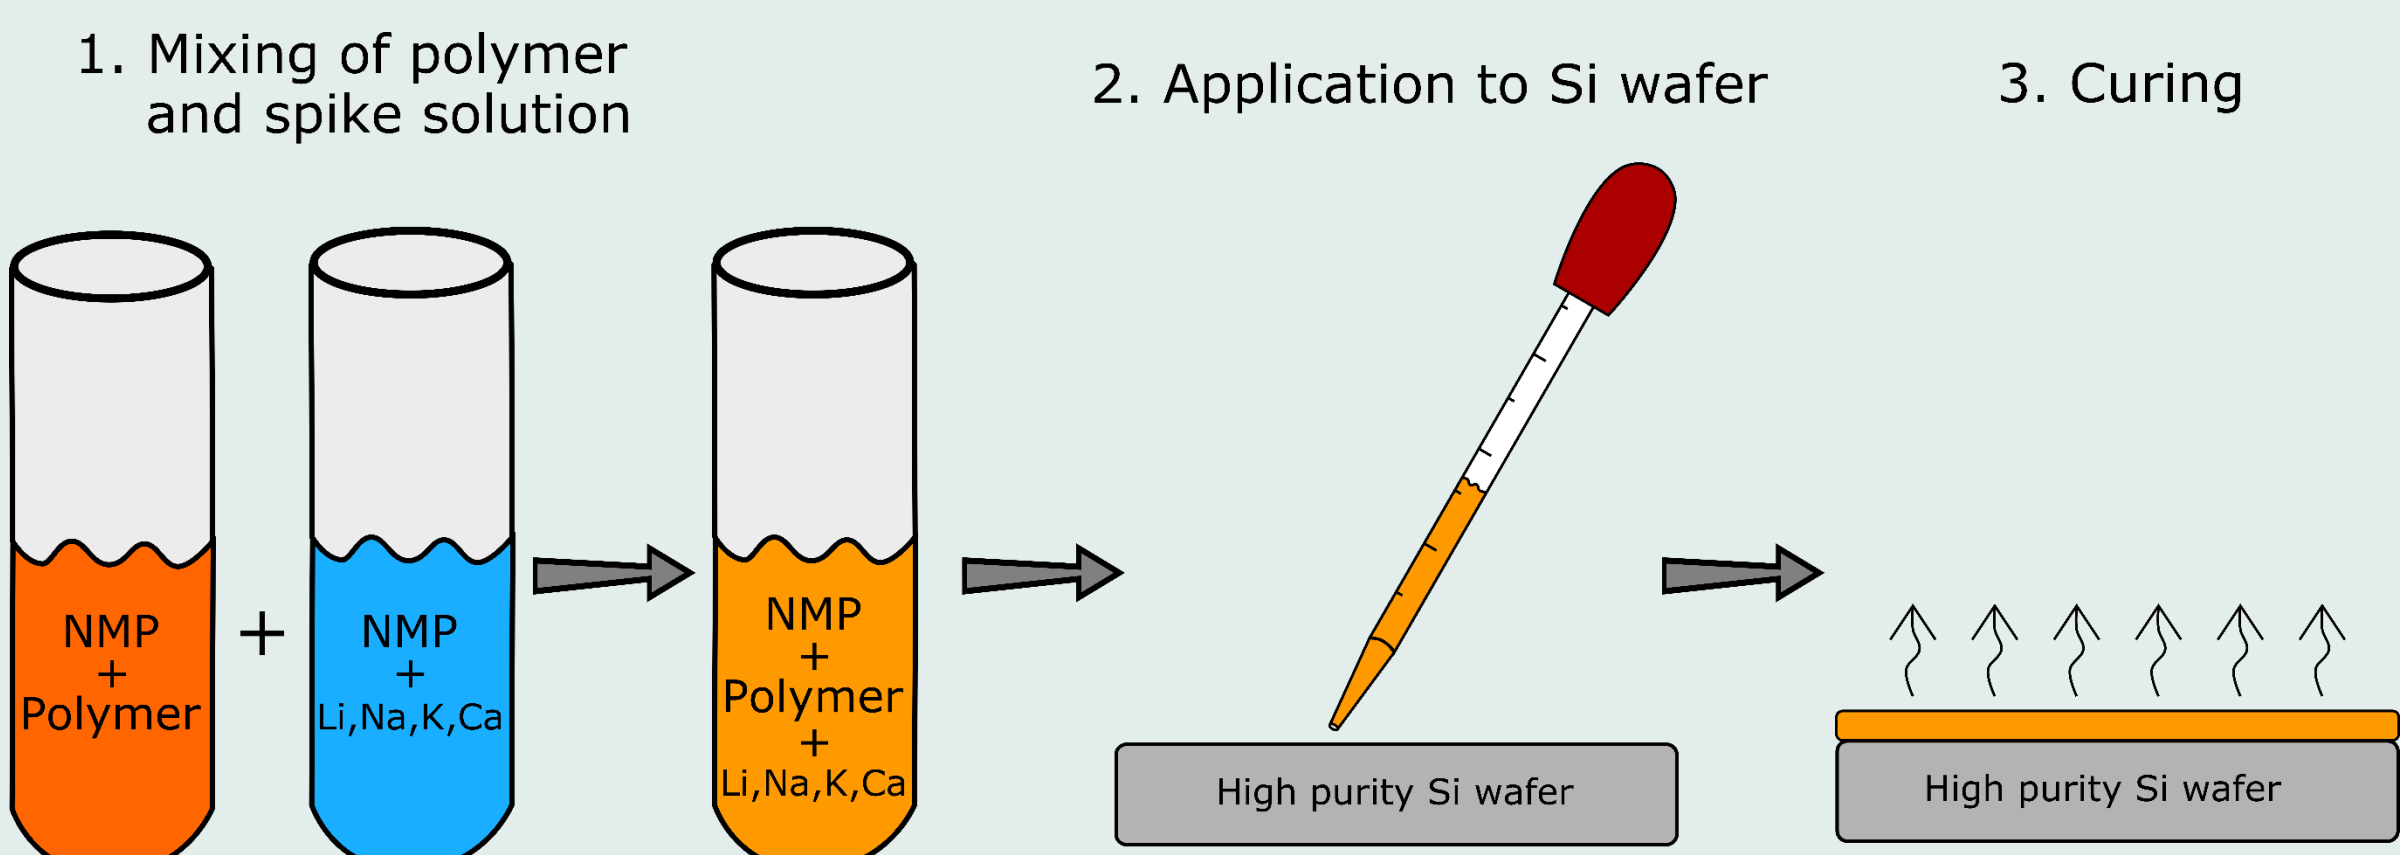 1. Mixing of polymer
and spike solution
2. Application to Si wafer
3. Curing
NMP
+
Polymer
+
NMP
+
Li,Na,K,Ca
NMP
+
Polymer
+
Li,Na,K,Ca
High purity Si wafer
High purity Si wafer